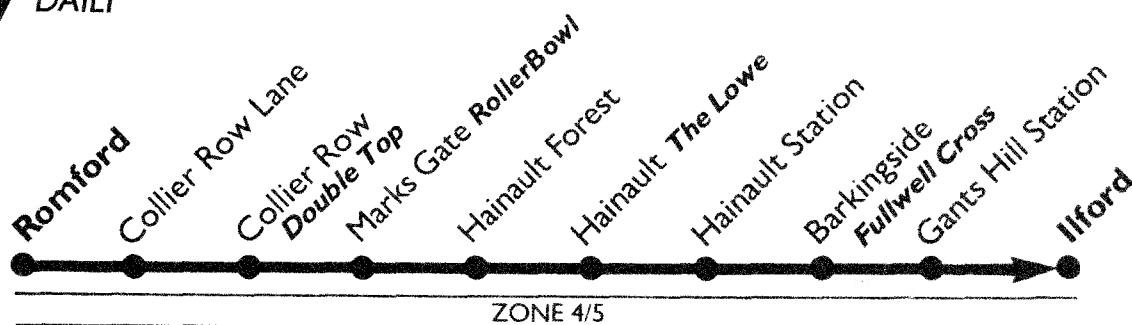 DAILY
Romford
Collier Row Lane
Collier Row
Double Top
Marks Gate RollerBowl
Hainault Forest
Hainault The Lowe
Hainault Station
Barkingside
Fullwell Cross
Gants Hill Station
Ilford
ZONE 4/5